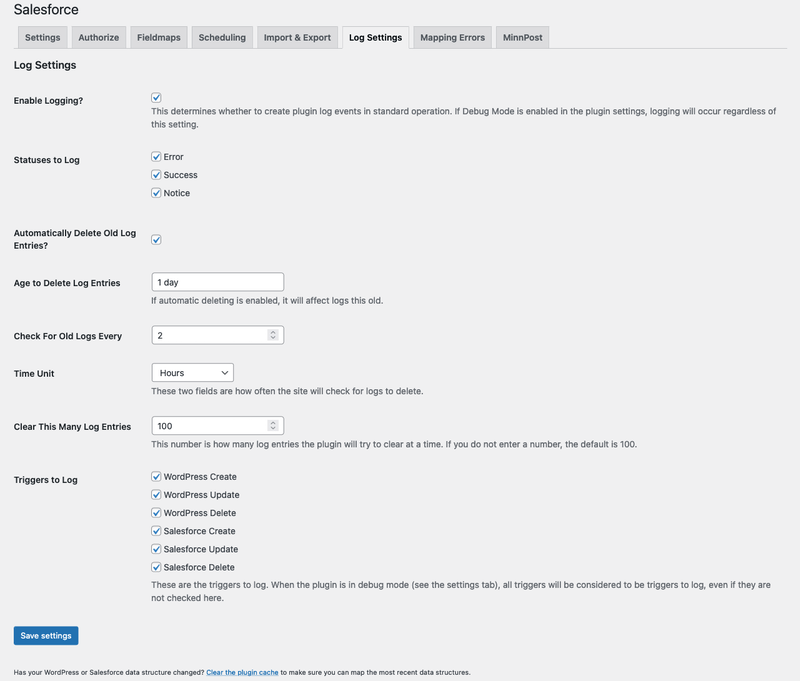 Salesforce
Settings
Authorize
Fieldmaps
Scheduling
Import & Export
Log Settings
Mapping Errors
MinnPost
Log Settings
Enable Logging?
This determines whether to create plugin log events in standard operation. If Debug Mode is enabled in the plugin settings, logging will occur regardless of
this setting.
Statuses to Log
Error
Success
Notice
Automatically Delete Old Log
Entries?
Age to Delete Log Entries
1 day
If automatic deleting is enabled, it will affect logs this old.
Check For Old Logs Every
2
Time Unit
Hours
These two fields are how often the site will check for logs to delete.
Clear This Many Log Entries
100
This number is how many log entries the plugin will try to clear at a time. If you do not enter a number, the default is 100.
Triggers to Log
WordPress Create
WordPress Update
WordPress Delete
Salesforce Create
Salesforce Update
Salesforce Delete
These are the triggers to log. When the plugin is in debug mode (see the settings tab), all triggers will be considered to be triggers to log, even if they are
not checked here.
Save settings
Has your WordPress or Salesforce data structure changed? Clear the plugin cache to make sure you can map the most recent data structures.